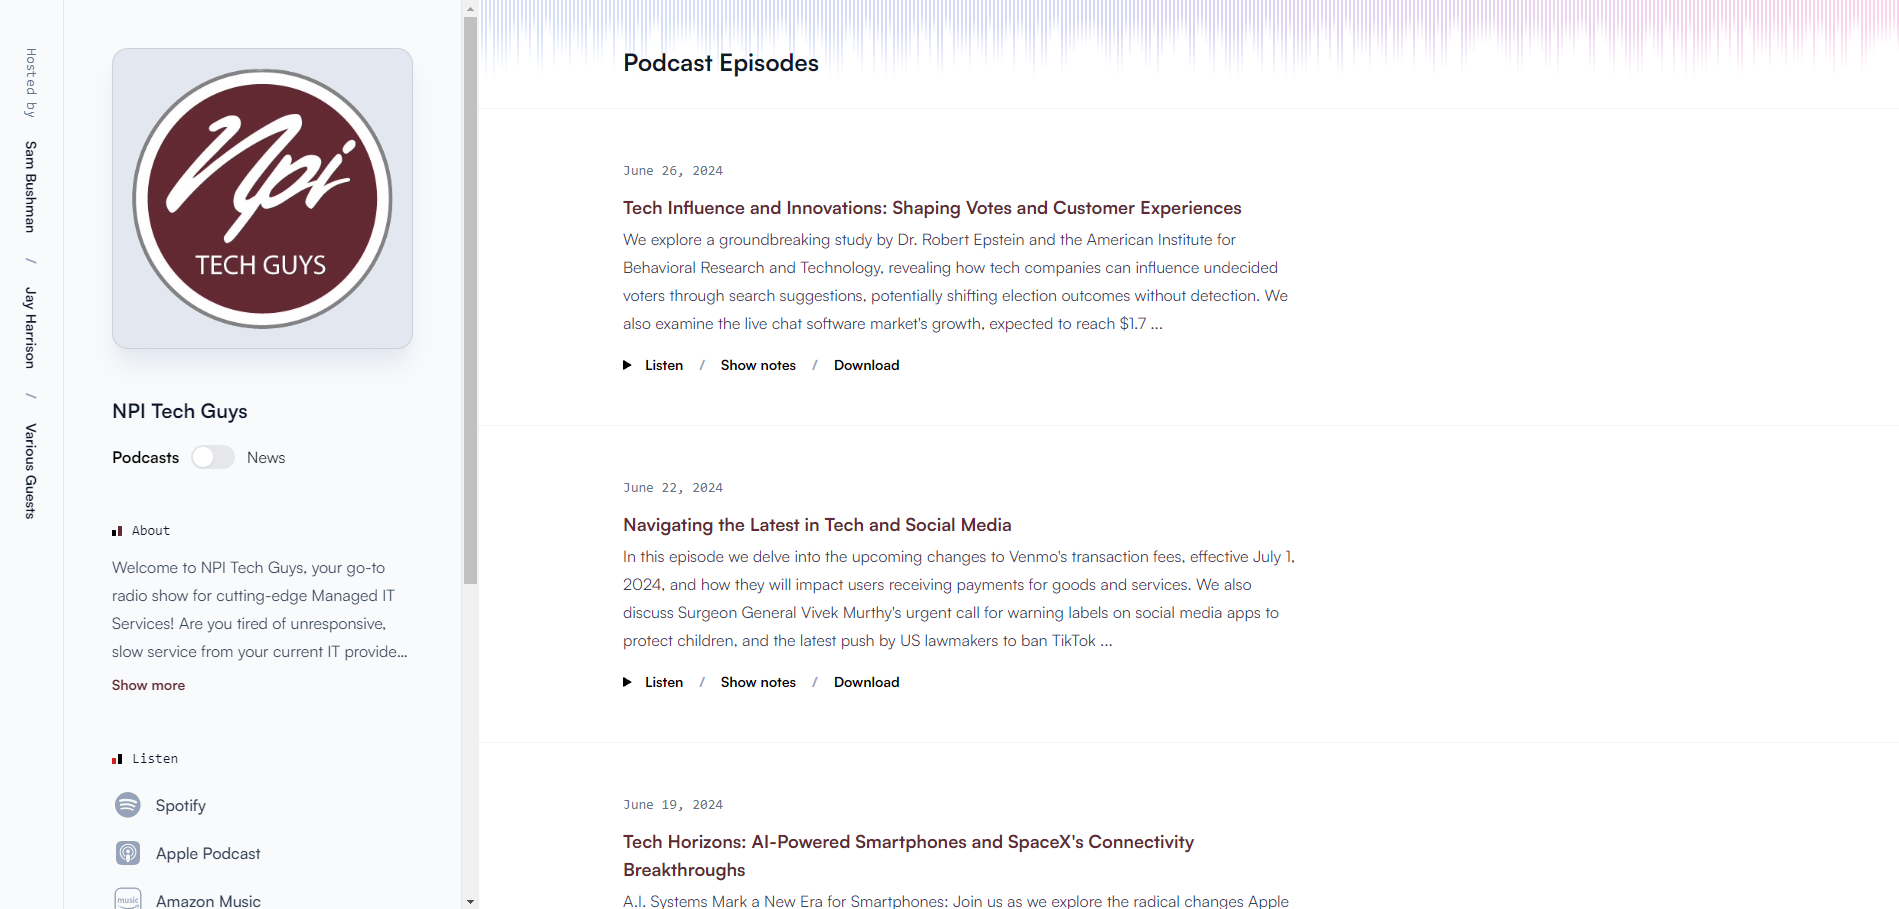 Hosted by Sam Bushman / Jay Harrison / Various Guests
Npi
TECH GUYS
NPI Tech Guys
Podcasts News
About
Welcome to NPI Tech Guys, your go-to
radio show for cutting-edge Managed IT
Services! Are you tired of unresponsive,
slow service from your current IT provide...
Show more
Listen
Spotify
Apple Podcast
music Amazon Music
Podcast Episodes
June 26, 2024
Tech Influence and Innovations: Shaping Votes and Customer Experiences
We explore a groundbreaking study by Dr. Robert Epstein and the American Institute for
Behavioral Research and Technology, revealing how tech companies can influence undecided
voters through search suggestions, potentially shifting election outcomes without detection. We
also examine the live chat software market's growth, expected to reach $1.7 ...
Listen / Show notes / Download
June 22, 2024
Navigating the Latest in Tech and Social Media
In this episode we delve into the upcoming changes to Venmo's transaction fees, effective July 1,
2024, and how they will impact users receiving payments for goods and services. We also
discuss Surgeon General Vivek Murthy's urgent call for warning labels on social media apps to
protect children, and the latest push by US lawmakers to ban TikTok ...
Listen / Show notes / Download
June 19, 2024
Tech Horizons: AI-Powered Smartphones and SpaceX's Connectivity
Breakthroughs
A.I. Systems Mark a New Era for Smartphones: Join us as we explore the radical changes Apple